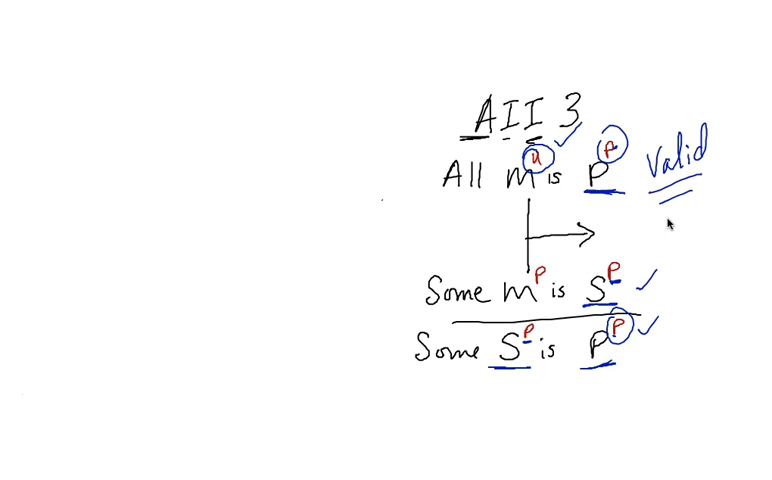 AII 3
All M^u is P^p Valid
Some M^p is S^p
Some S^p is P^p